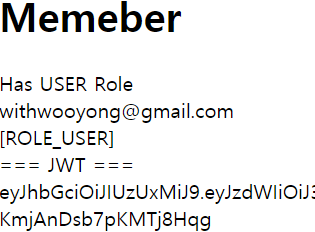 Memeber
Has USER Role
withwooyong@gmail.com
[ROLE_USER]
=== JWT ===
eyJhbGciOiJIUzUxMiJ9.eyJzdWIiOiJ3
KmjAnDsb7pKMTj8Hqg